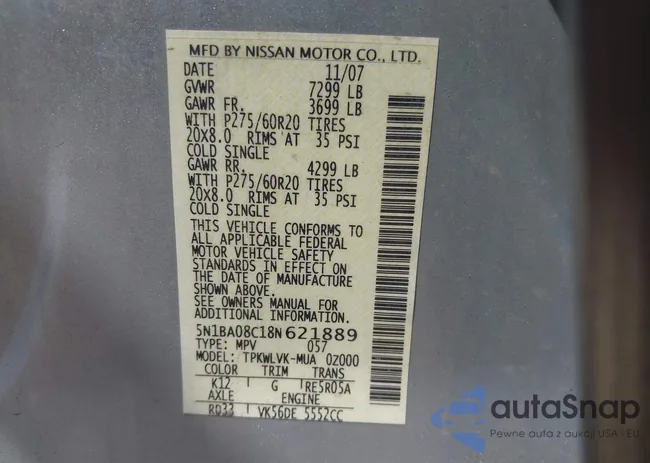 MFD BY NISSAN MOTOR CO., LTD.
DATE 11/07
GVWR 7299 LB
GAWR FR. 3699 LB
WITH P275/60R20 TIRES
20X8.0 RIMS AT 35 PSI
COLD SINGLE
GAWR RR. 4299 LB
WITH P275/60R20 TIRES
20X8.0 RIMS AT 35 PSI
COLD SINGLE
THIS VEHICLE CONFORMS TO
ALL APPLICABLE FEDERAL
MOTOR VEHICLE SAFETY
STANDARDS IN EFFECT ON
THE DATE OF MANUFACTURE
SHOWN ABOVE.
SEE OWNERS MANUAL FOR
ADDITIONAL INFORMATION.
5N1BA08C18N621889
TYPE: MPV 057
MODEL: TPKWLVK-MUA 0Z000
COLOR TRIM TRANS
K12 G RE5R05A
AXLE ENGINE
RD33 VK56DE 5552CC
autaSnap
Pewne auta z aukcji USA - EU